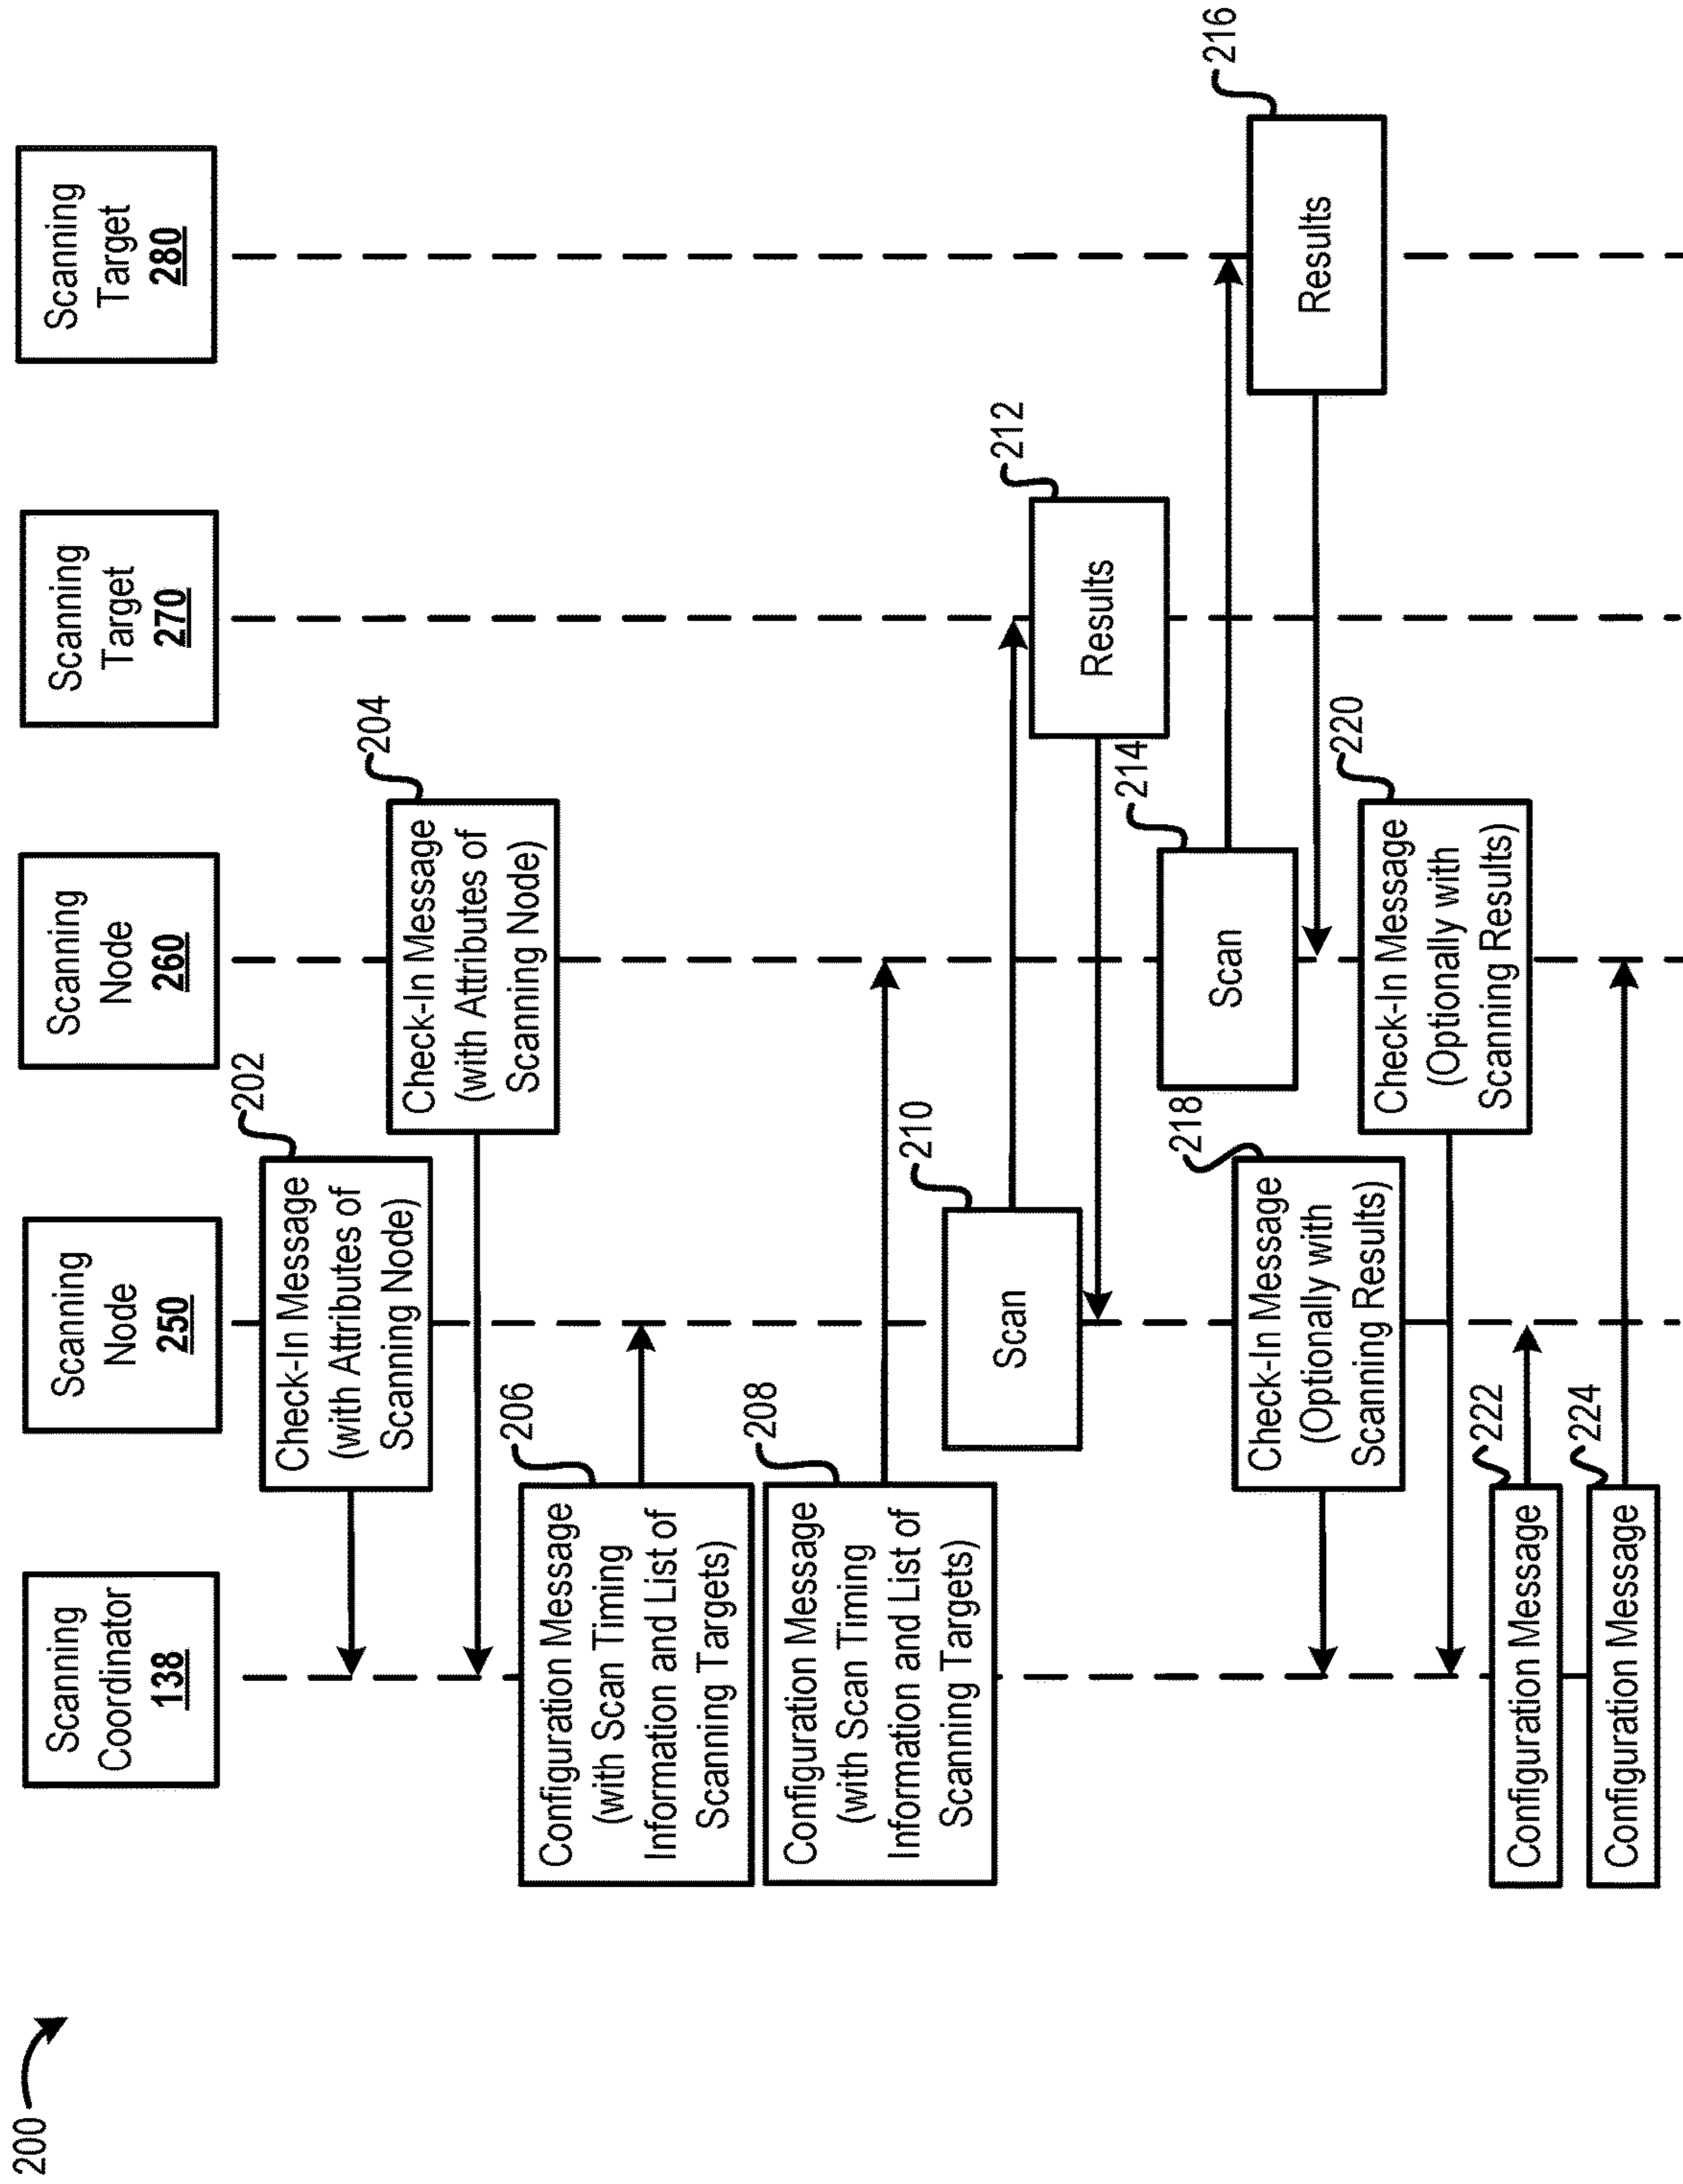 200
Scanning
Coordinator
138
Scanning
Node
250
Scanning
Node
260
Scanning
Target
270
Scanning
Target
280
202
Check-In Message
(with Attributes of
Scanning Node)
204
Check-In Message
(with Attributes of
Scanning Node)
206
Configuration Message
(with Scan Timing
Information and List of
Scanning Targets)
208
Configuration Message
(with Scan Timing
Information and List of
Scanning Targets)
210
Scan
212
Results
214
Scan
216
Results
218
Check-In Message
(Optionally with
Scanning Results)
220
Check-In Message
(Optionally with
Scanning Results)
222
Configuration Message
224
Configuration Message